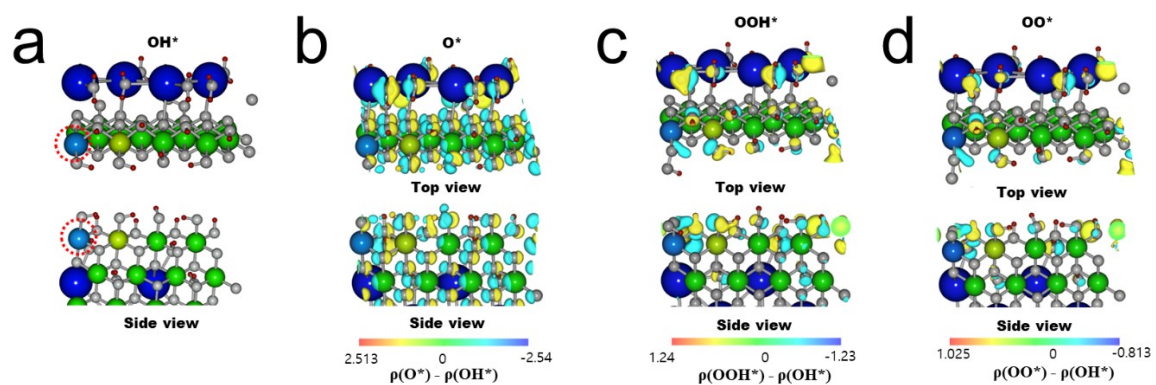 a
OH*
Side view
b
O*
Top view
Side view
2.513 0 -2.54
ρ(O*) - ρ(OH*)
c
OOH*
Top view
Side view
1.24 0 -1.23
ρ(OOH*) - ρ(OH*)
d
OO*
Top view
Side view
1.025 0 -0.813
ρ(OO*) - ρ(OH*)